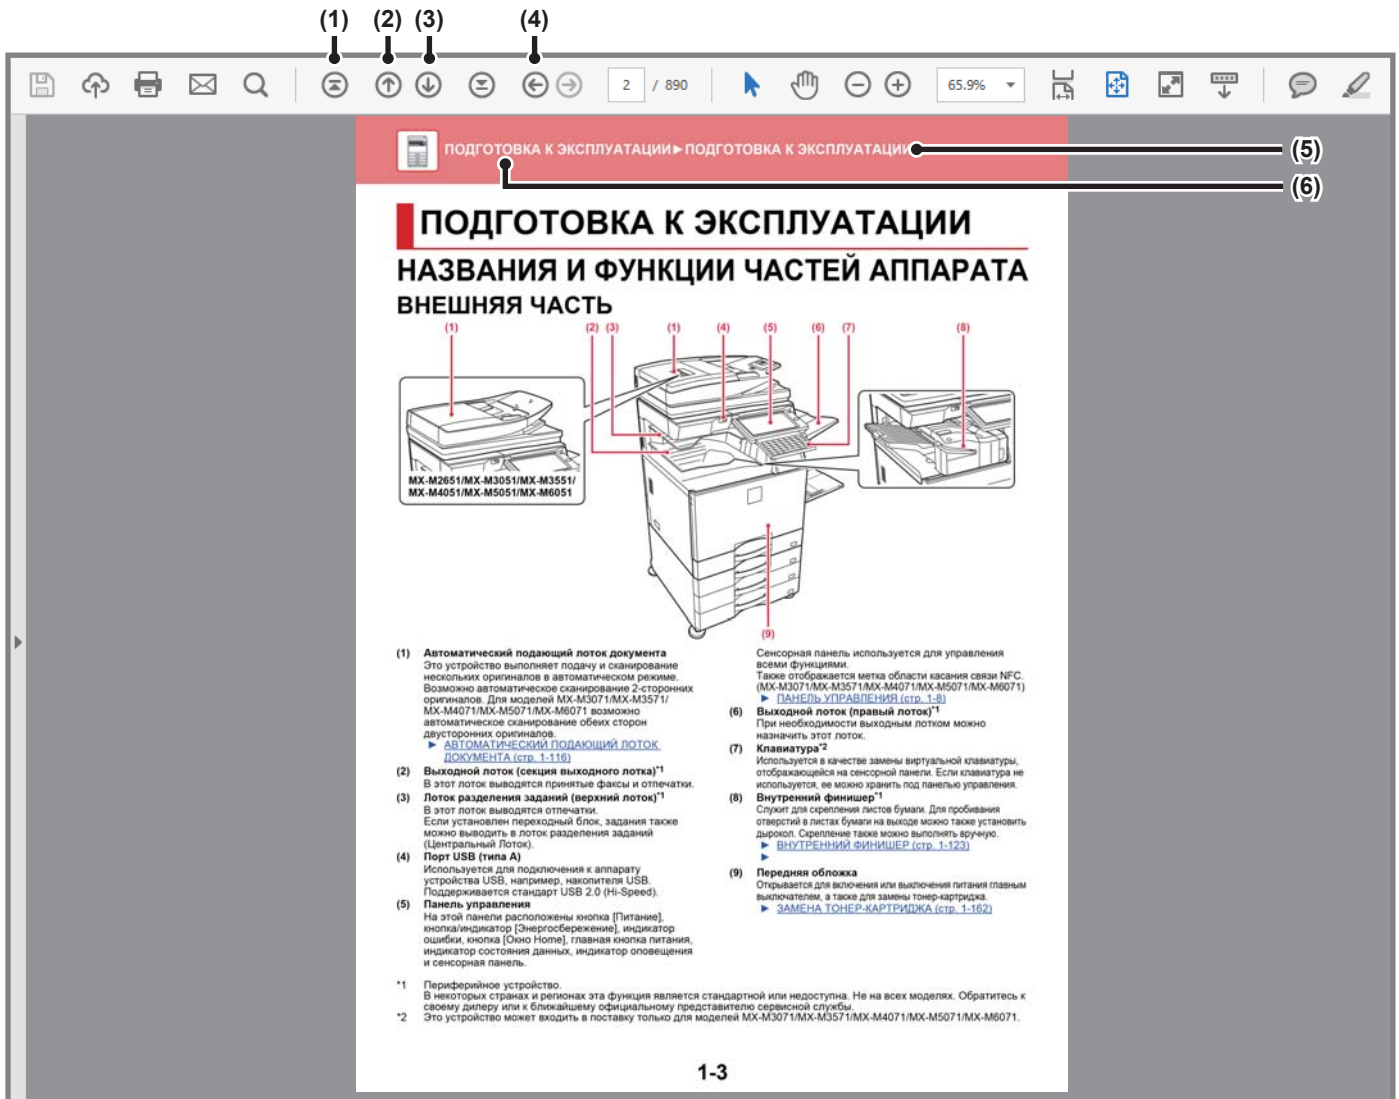 (1) (2) (3) (4)
2 / 890 65.9%
ПОДГОТОВКА К ЭКСПЛУАТАЦИИ►ПОДГОТОВКА К ЭКСПЛУАТАЦИИ
(5)
(6)
ПОДГОТОВКА К ЭКСПЛУАТАЦИИ
НАЗВАНИЯ И ФУНКЦИИ ЧАСТЕЙ АППАРАТА
ВНЕШНЯЯ ЧАСТЬ
(1) (2) (3) (1) (4) (5) (6) (7) (8)
MX-M2651/MX-M3051/MX-M3551/
MX-M4051/MX-M5051/MX-M6051
(9)
(1) Автоматический подающий лоток документа
Это устройство выполняет подачу и сканирование
нескольких оригиналов в автоматическом режиме.
Возможно автоматическое сканирование 2-сторонних
оригиналов. Для моделей MX-M3071/MX-M3571/
MX-M4071/MX-M5071/MX-M6071 возможно
автоматическое сканирование обеих сторон
двусторонних оригиналов.
► АВТОМАТИЧЕСКИЙ ПОДАЮЩИЙ ЛОТОК
ДОКУМЕНТА (стр. 1-116)
(2) Выходной лоток (секция выходного лотка)*1
В этот лоток выводятся принятые факсы и отпечатки.
(3) Лоток разделения заданий (верхний лоток)*1
В этот лоток выводятся отпечатки.
Если установлен переходный блок, задания также
можно выводить в лоток разделения заданий
(Центральный Лоток).
(4) Порт USB (типа A)
Используется для подключения к аппарату
устройства USB, например, накопителя USB.
Поддерживается стандарт USB 2.0 (Hi-Speed).
(5) Панель управления
На этой панели расположены кнопка [Питание],
кнопка/индикатор [Энергосбережение], индикатор
ошибки, кнопка [Окно Home], главная кнопка питания,
индикатор состояния данных, индикатор оповещения
и сенсорная панель.
Сенсорная панель используется для управления
всеми функциями.
Также отображается метка области касания связи NFC.
(MX-M3071/MX-M3571/MX-M4071/MX-M5071/MX-M6071)
► ПАНЕЛЬ УПРАВЛЕНИЯ (стр. 1-8)
(6) Выходной лоток (правый лоток)*1
При необходимости выходным лотком можно
назначить этот лоток.
(7) Клавиатура*2
Используется в качестве замены виртуальной клавиатуры,
отображающейся на сенсорной панели. Если клавиатура не
используется, ее можно хранить под панелью управления.
(8) Внутренний финишер*1
Служит для скрепления листов бумаги. Для пробивания
отверстий в листах бумаги на выходе можно также установить
дырокол. Скрепление также можно выполнять вручную.
► ВНУТРЕННИЙ ФИНИШЕР (стр. 1-123)
►
(9) Передняя обложка
Открывается для включения или выключения питания главным
выключателем, а также для замены тонер-картриджа.
► ЗАМЕНА ТОНЕР-КАРТРИДЖА (стр. 1-162)
*1 Периферийное устройство.
В некоторых странах и регионах эта функция является стандартной или недоступна. Не на всех моделях. Обратитесь к
своему дилеру или к ближайшему официальному представителю сервисной службы.
*2 Это устройство может входить в поставку только для моделей MX-M3071/MX-M3571/MX-M4071/MX-M5071/MX-M6071.
1-3